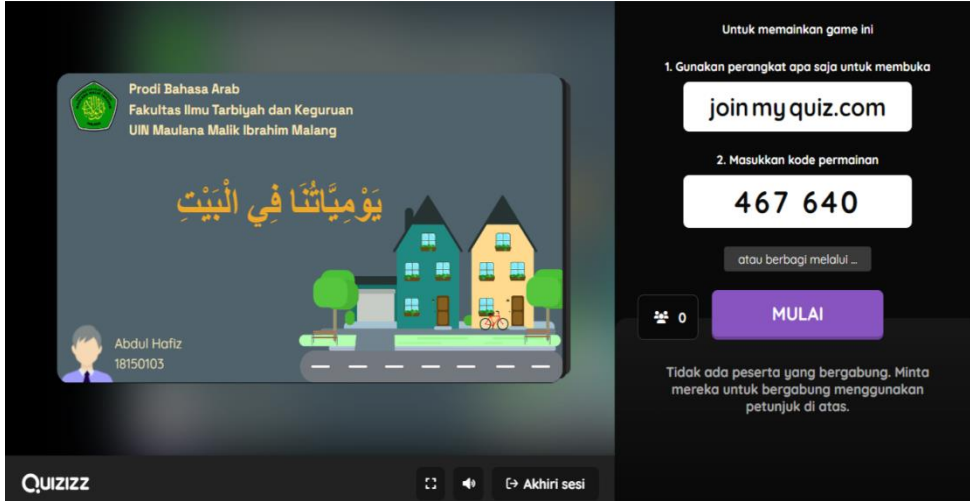 Prodi Bahasa Arab
Fakultas Ilmu Tarbiyah dan Keguruan
UIN Maulana Malik Ibrahim Malang
يَوْمِيَّاتُنَا فِي الْبَيْتِ
Abdul Hafiz
18150103
QUIZIZZ
Akhiri sesi
Untuk memainkan game ini
1. Gunakan perangkat apa saja untuk membuka
joinmyquiz.com
2. Masukkan kode permainan
467 640
atau berbagi melalui ...
0
MULAI
Tidak ada peserta yang bergabung. Minta
mereka untuk bergabung menggunakan
petunjuk di atas.